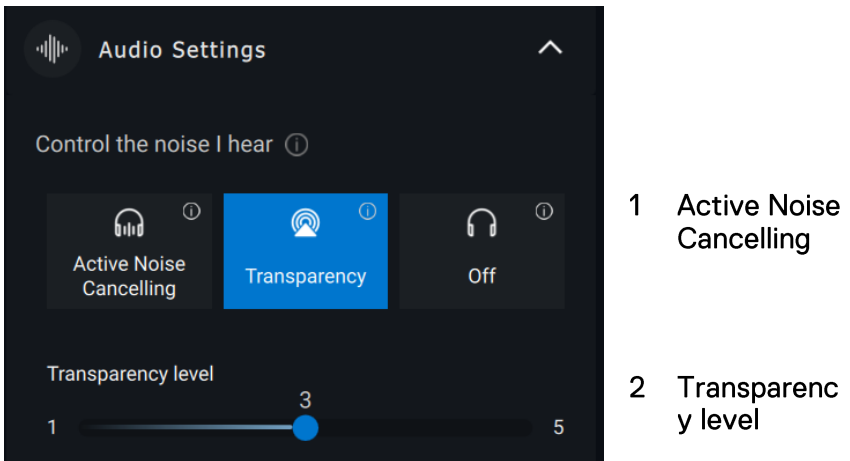 Audio Settings
Control the noise I hear
Active Noise
Cancelling
Transparency
Off
Transparency level
3
1
5
1 Active Noise
Cancelling
2 Transparenc
y level